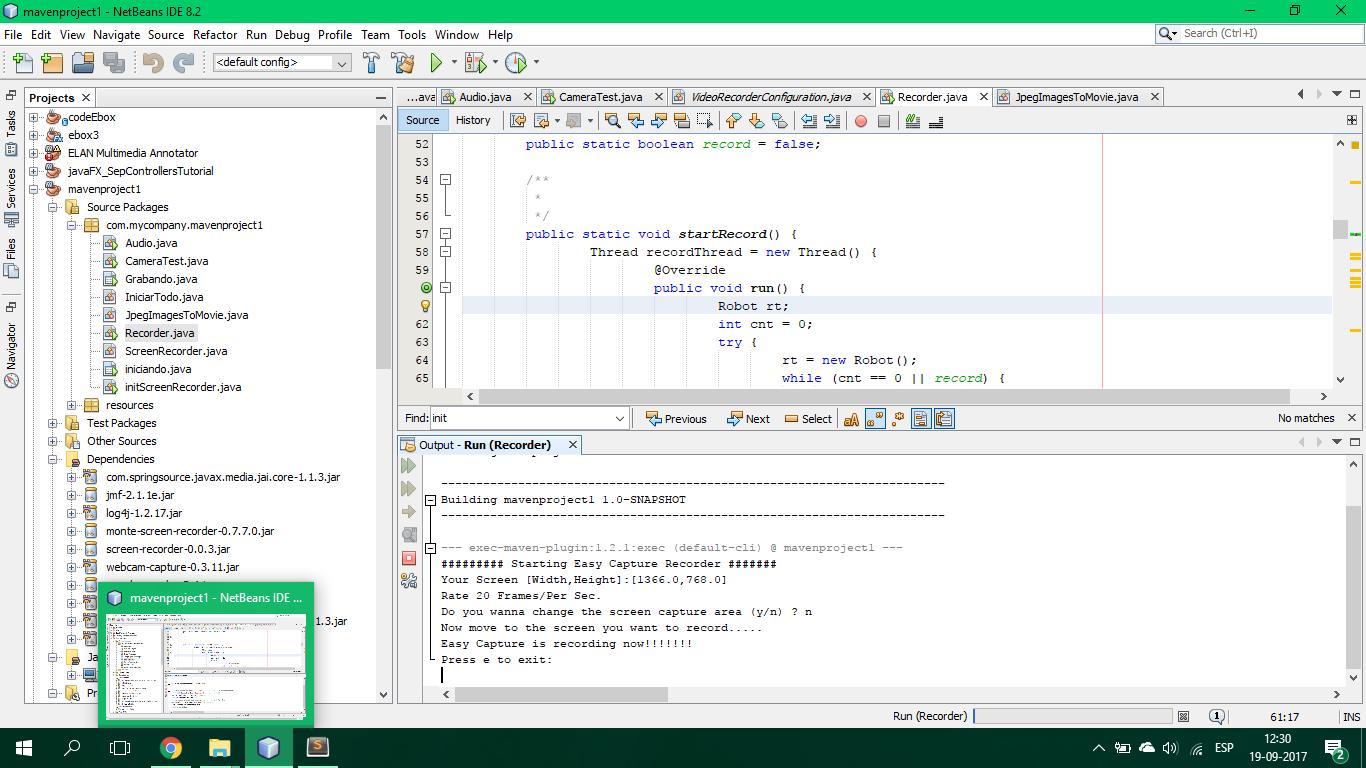 mavenproject1 - NetBeans IDE 8.2
File Edit View Navigate Source Refactor Run Debug Profile Team Tools Window Help
Search (Ctrl+I)
<default config>
Projects
Tasks
Services
Files
Navigator
codeEbox
ebox3
ELAN Multimedia Annotator
javaFX_SepControllersTutorial
mavenproject1
Source Packages
com.mycompany.mavenproject1
Audio.java
CameraTest.java
Grabando.java
IniciarTodo.java
JpegImagesToMovie.java
Recorder.java
ScreenRecorder.java
iniciando.java
initScreenRecorder.java
resources
Test Packages
Other Sources
Dependencies
com.springsource.javax.media.jai.core-1.1.3.jar
jmf-2.1.1e.jar
log4j-1.2.17.jar
monte-screen-recorder-0.7.7.0.jar
screen-recorder-0.0.3.jar
webcam-capture-0.3.11.jar
1.3.jar
Ja
Pr
mavenproject1 - NetBeans IDE ...
...ava Audio.java CameraTest.java VideoRecorderConfiguration.java Recorder.java JpegImagesToMovie.java
Source History
52 public static boolean record = false;
53
54 /**
55 *
56 */
57 public static void startRecord() {
58 Thread recordThread = new Thread() {
59 @Override
public void run() {
Robot rt;
62 int cnt = 0;
63 try {
64 rt = new Robot();
65 while (cnt == 0 || record) {
Find: init Previous Next Select aA No matches
Output - Run (Recorder)
------------------------------------------------------------------------
Building mavenproject1 1.0-SNAPSHOT
------------------------------------------------------------------------
--- exec-maven-plugin:1.2.1:exec (default-cli) @ mavenproject1 ---
######### Starting Easy Capture Recorder #######
Your Screen [Width,Height]:[1366.0,768.0]
Rate 20 Frames/Per Sec.
Do you wanna change the screen capture area (y/n) ? n
Now move to the screen you want to record.....
Easy Capture is recording now!!!!!!!
Press e to exit:
Run (Recorder) 1 61:17 INS
ESP
12:30
19-09-2017
2